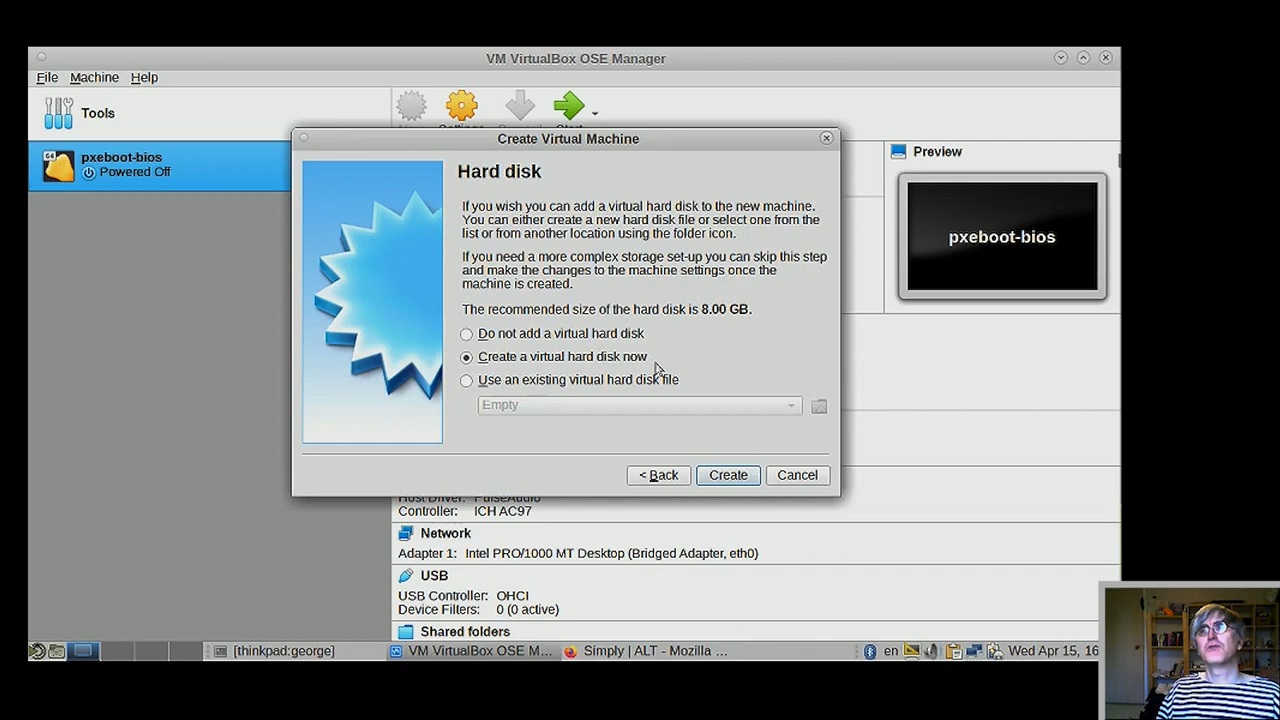 VM VirtualBox OSE Manager
File Machine Help
Tools
pxeboot-bios
Powered Off
64
Create Virtual Machine
Hard disk
If you wish you can add a virtual hard disk to the new machine.
You can either create a new hard disk file or select one from the
list or from another location using the folder icon.
If you need a more complex storage set-up you can skip this step
and make the changes to the machine settings once the
machine is created.
The recommended size of the hard disk is 8.00 GB.
Do not add a virtual hard disk
Create a virtual hard disk now
Use an existing virtual hard disk file
Empty
< Back Create Cancel
Preview
pxeboot-bios
Host Driver: PulseAudio
Controller: ICH AC97
Network
Adapter 1: Intel PRO/1000 MT Desktop (Bridged Adapter, eth0)
USB
USB Controller: OHCI
Device Filters: 0 (0 active)
Shared folders
[thinkpad:george] VM VirtualBox OSE M... Simply | ALT - Mozilla ... en Wed Apr 15, 16